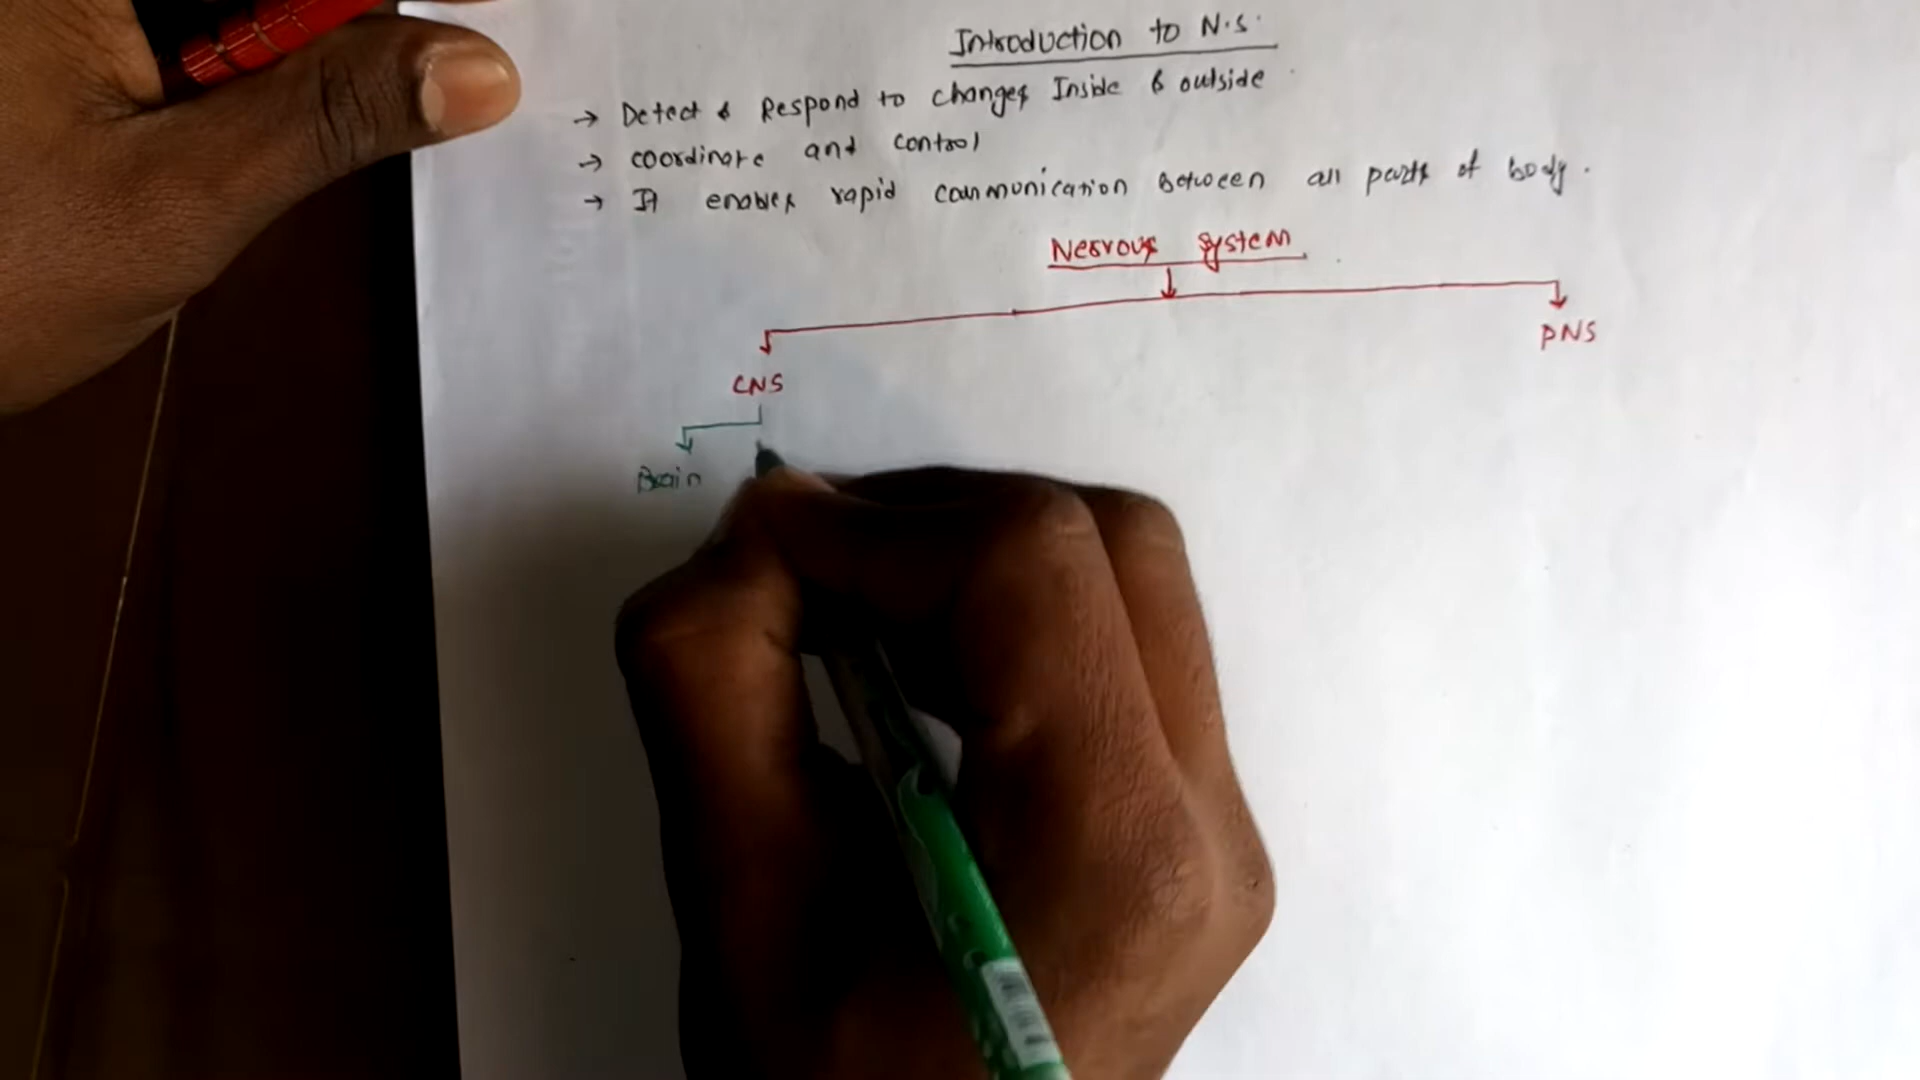 Introduction to N.S.
→ Detect & Respond to changes Inside & outside
→ coordinate and control
→ It enables rapid communication Between all parts of body.
Nervous system
PNS
CNS
Brain